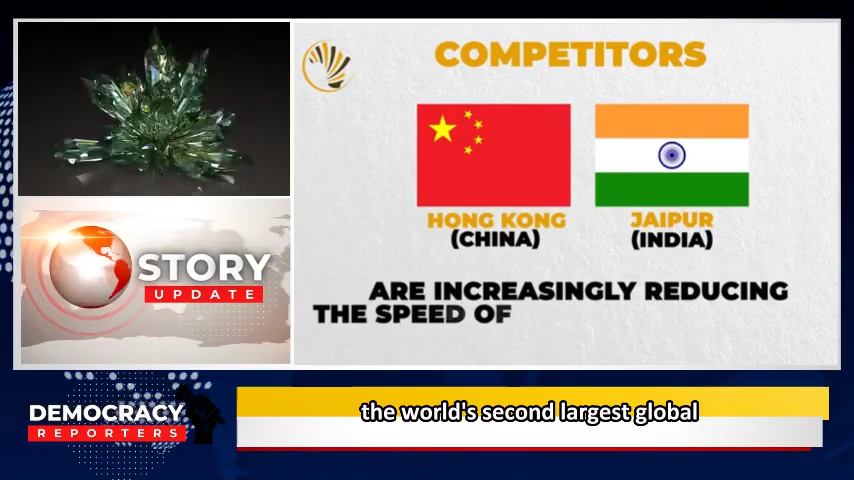 COMPETITORS
HONG KONG
(CHINA)
JAIPUR
(INDIA)
ARE INCREASINGLY REDUCING
THE SPEED OF
STORY
UPDATE
DEMOCRACY
REPORTERS
the world's second largest global